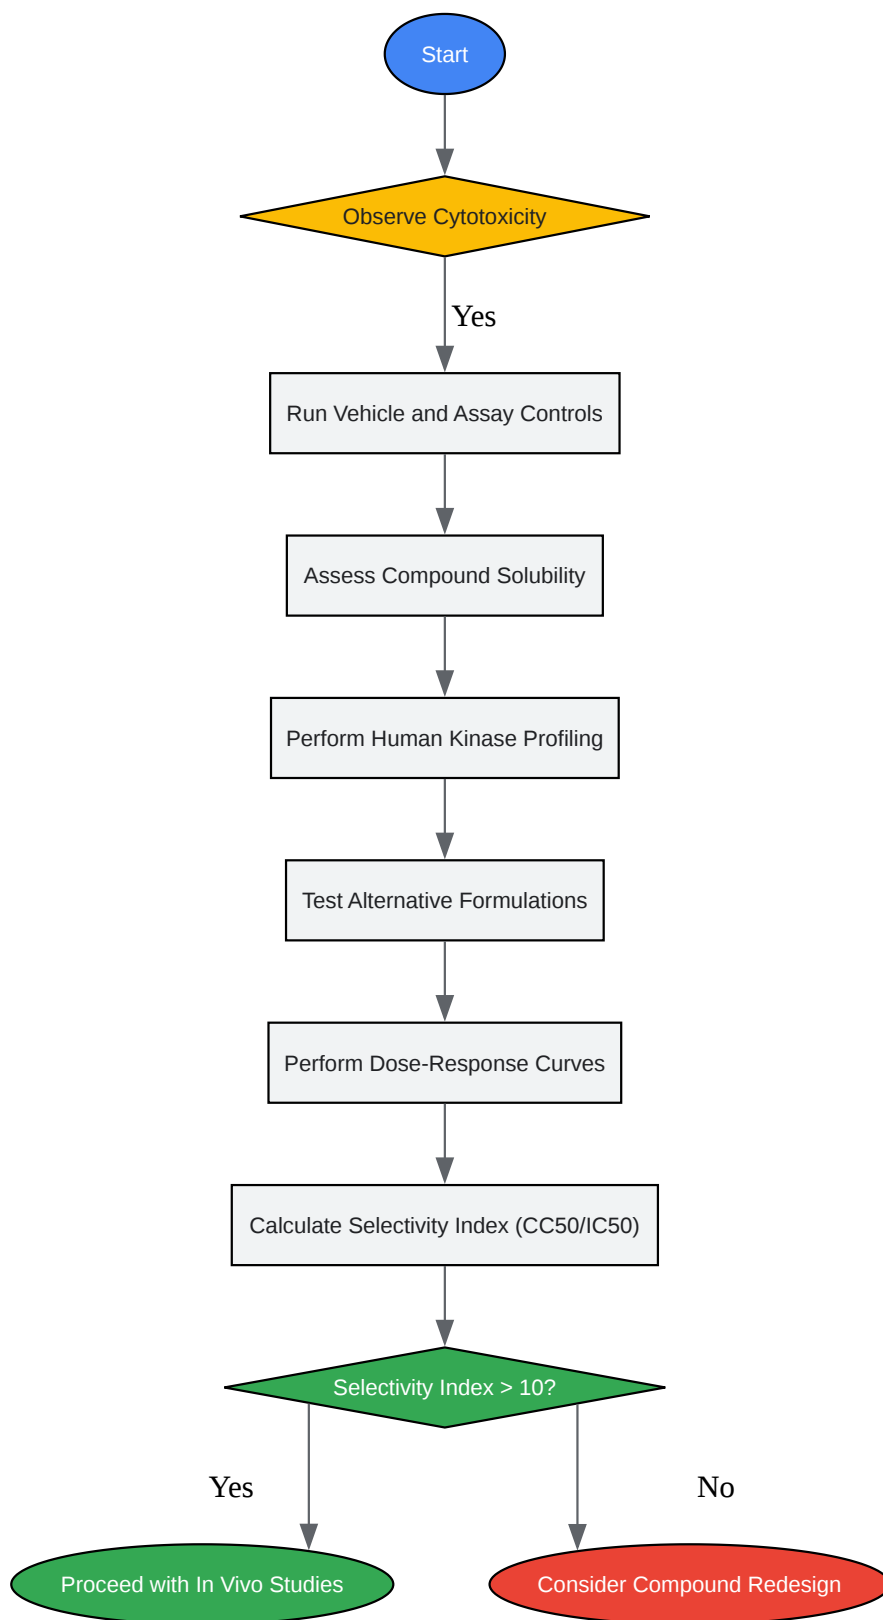 Start
Observe Cytotoxicity
Yes
Run Vehicle and Assay Controls
Assess Compound Solubility
Perform Human Kinase Profiling
Test Alternative Formulations
Perform Dose-Response Curves
Calculate Selectivity Index (CC50/IC50)
Selectivity Index > 10?
Yes
No
Proceed with In Vivo Studies
Consider Compound Redesign